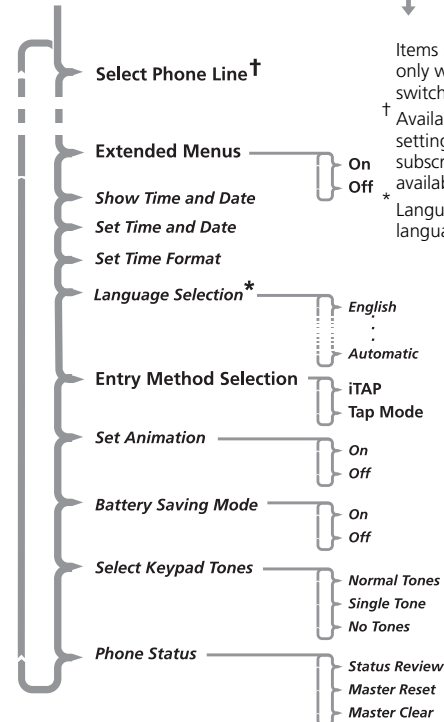 Select Phone Line†
Extended Menus
On
Off
Show Time and Date
Set Time and Date
Set Time Format
Language Selection*
English
Automatic
Entry Method Selection
iTAP
Tap Mode
Set Animation
On
Off
Battery Saving Mode
On
Off
Select Keypad Tones
Normal Tones
Single Tone
No Tones
Phone Status
Status Review
Master Reset
Master Clear
Items
only w
switch
† Availa
setting
subscr
availab
* Langu
langua